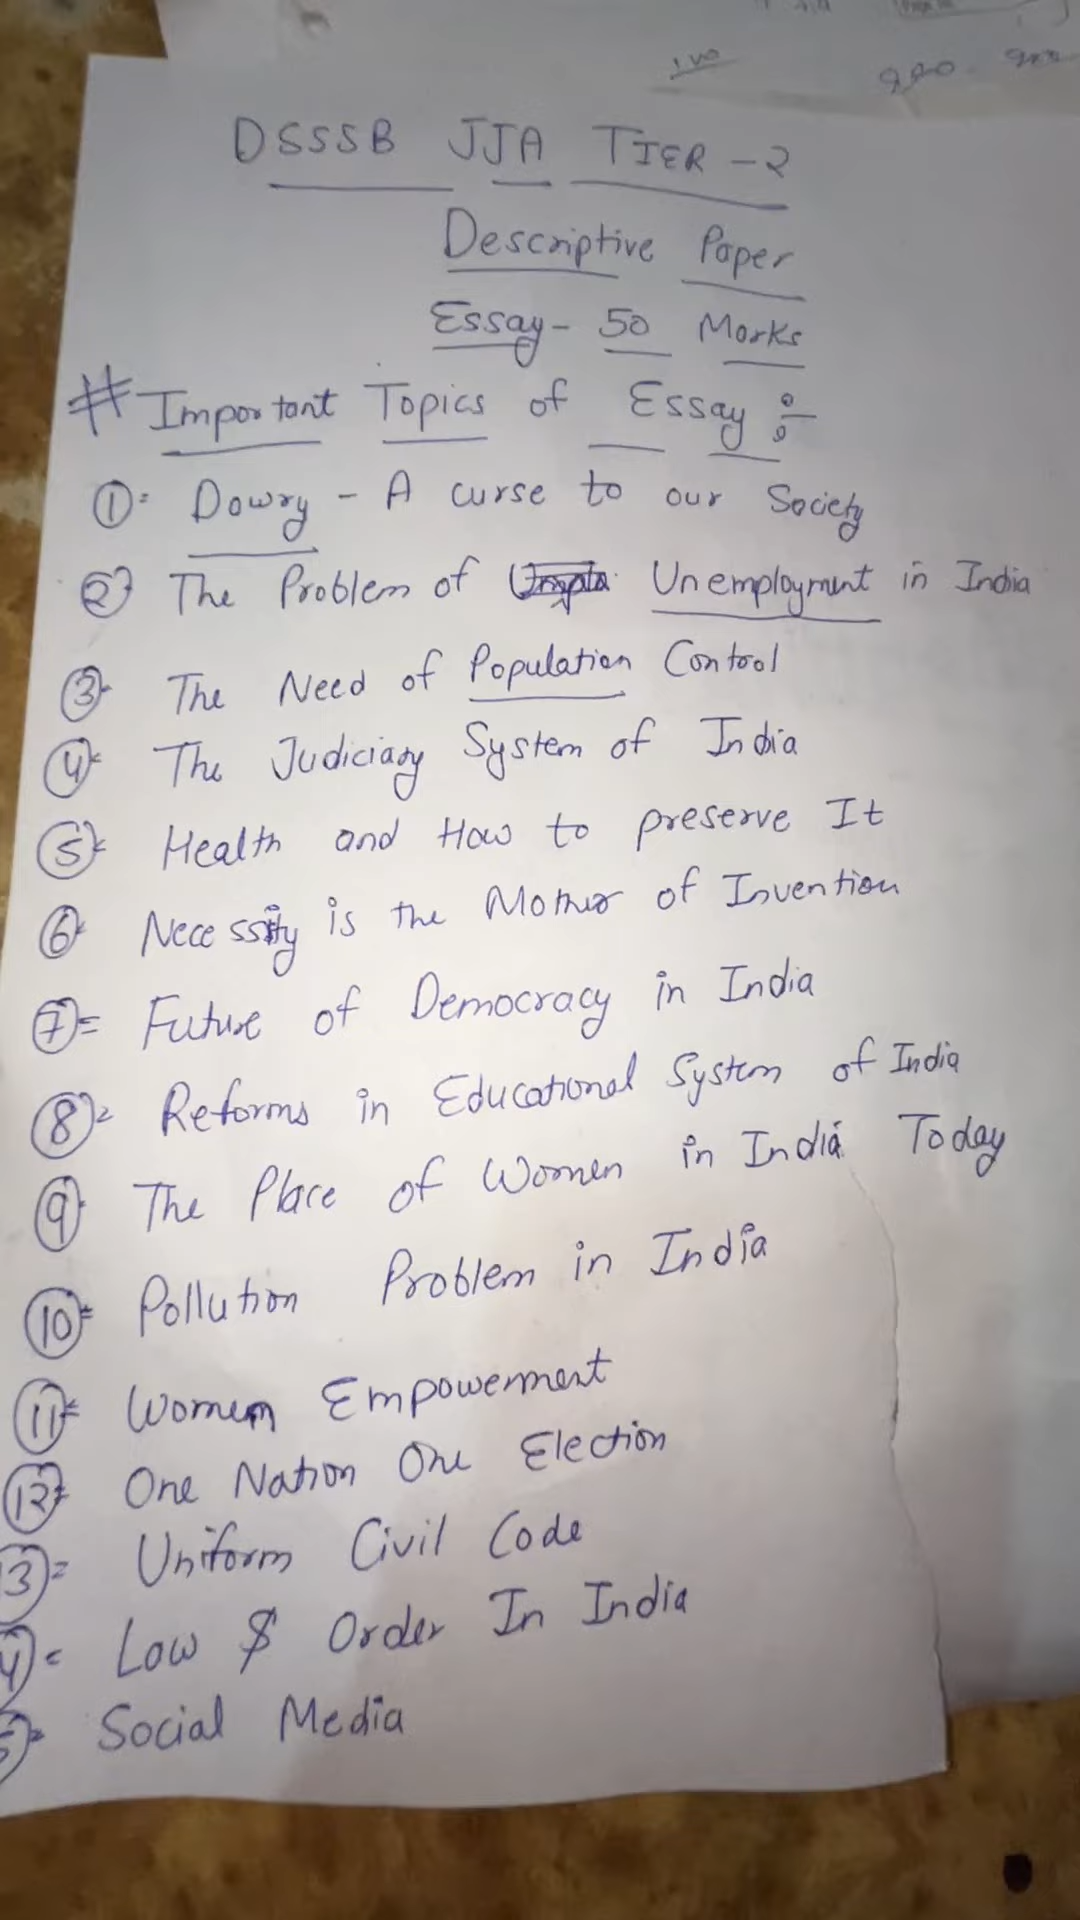 DSSSB JJA TIER-2
Descriptive Paper
Essay- 50 Marks
# Important Topics of Essay :-
1= Dowry - A curse to our Society
2= The Problem of Unemployment in India
3= The Need of Population Control
4= The Judiciary System of India
5= Health and How to preserve It
6= Necessity is the Mother of Invention
7= Future of Democracy in India
8= Reforms in Educational System of India
9= The Place of Women in India Today
10= Pollution Problem in India
11= Women Empowerment
12= One Nation One Election
3= Uniform Civil Code
4= Low $ Order In India
5= Social Media